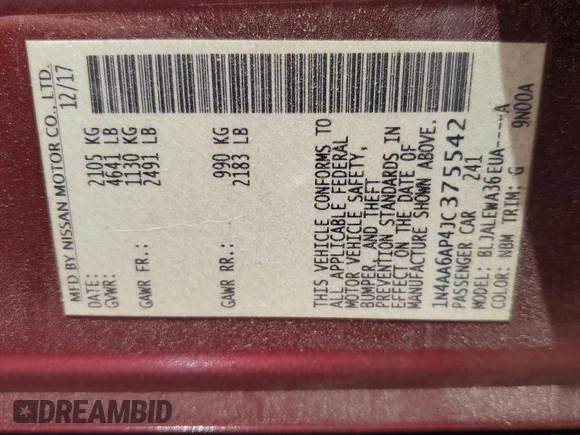 MFD BY NISSAN MOTOR CO., LTD.
DATE: 12/17
GVWR: 2105 KG
4641 LB
GAWR FR.: 1130 KG
2491 LB
GAWR RR.: 990 KG
2183 LB
THIS VEHICLE CONFORMS TO
ALL APPLICABLE FEDERAL
MOTOR VEHICLE SAFETY,
BUMPER, AND THEFT
PREVENTION STANDARDS IN
EFFECT ON THE DATE OF
MANUFACTURE SHOWN ABOVE.
1N4AA6AP4JC375542
PASSENGER CAR 241
MODEL: BLJALEWA36EUA-----A
COLOR: NBM TRIM: G 9N00A
DREAMBID